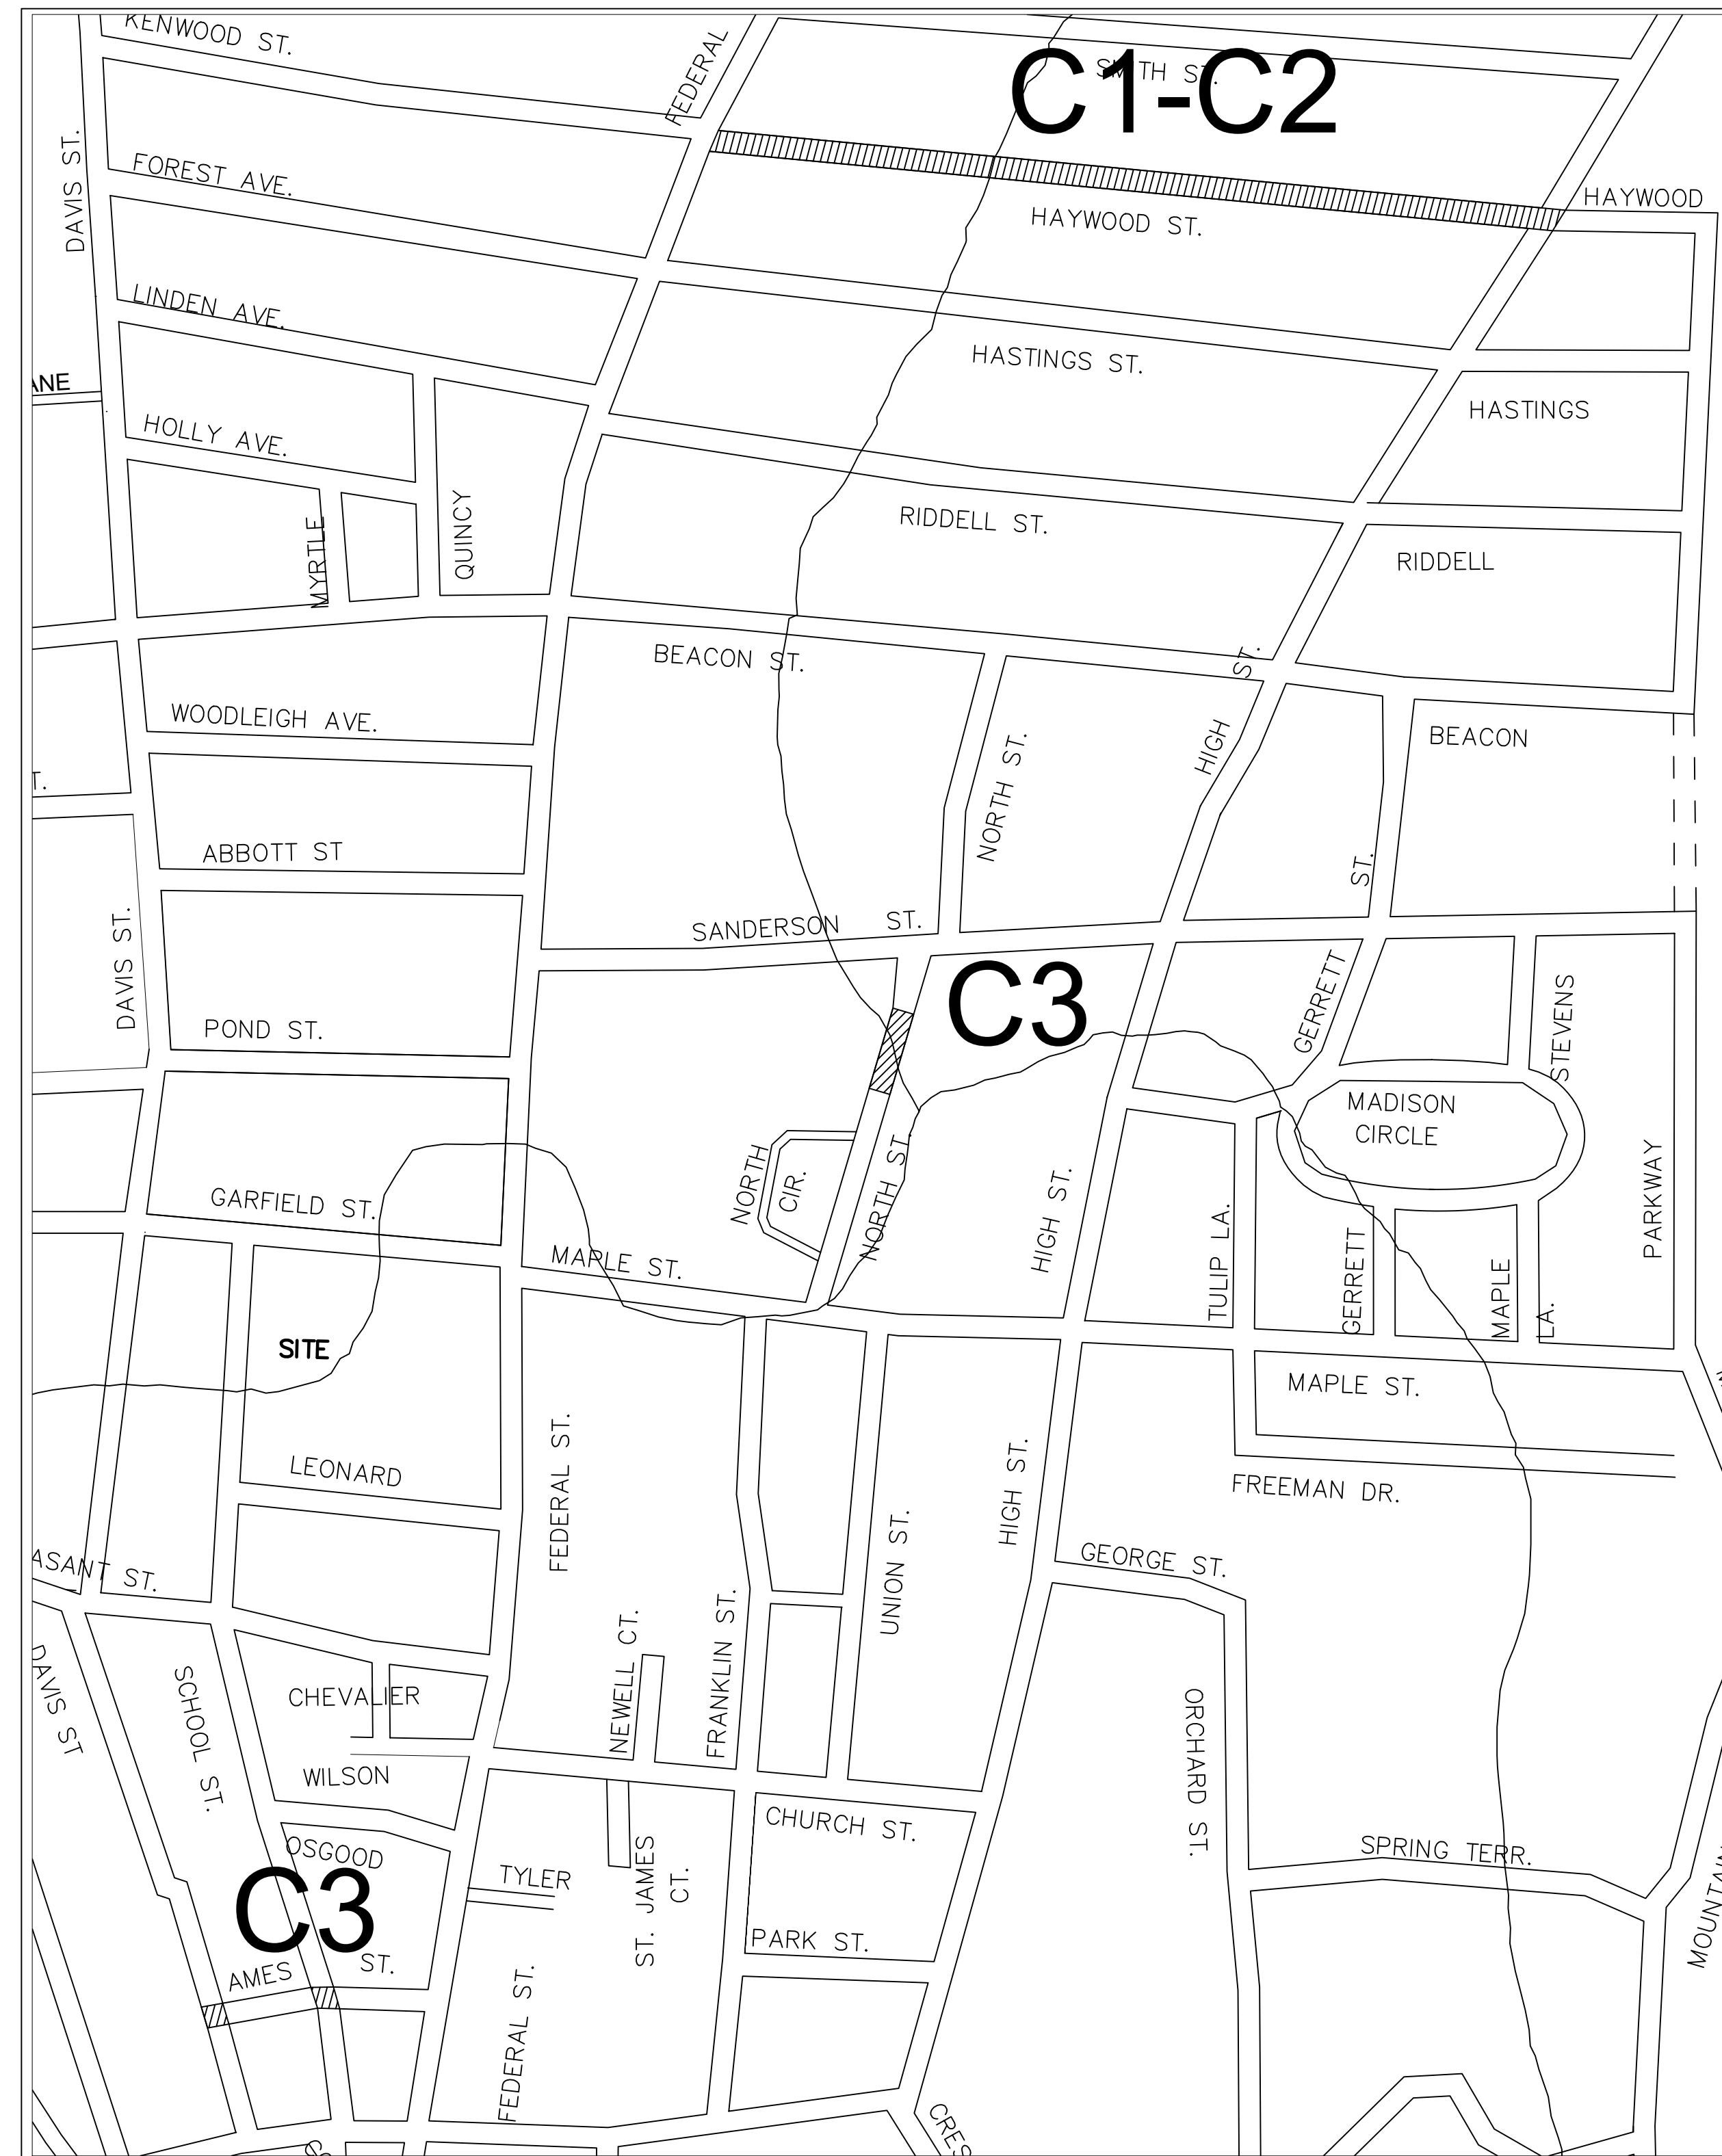 KENWOOD ST.
FEDERAL
C1-C2
SMITH ST.
DAVIS ST.
FOREST AVE.
HAYWOOD
HAYWOOD ST.
LINDEN AVE.
HASTINGS ST.
ANE
HASTINGS
HOLLY AVE.
MYRTLE
QUINCY
RIDDELL ST.
RIDDELL
BEACON ST.
HIGH ST.
WOODLEIGH AVE.
BEACON
NORTH ST.
T.
ABBOTT ST
GERRETT ST.
SANDERSON ST.
DAVIS ST.
C3
STEVENS
POND ST.
MADISON
CIRCLE
NORTH
CIR.
NORTH ST.
HIGH ST.
PARKWAY
GARFIELD ST.
MAPLE ST.
TULIP LA.
GERRETT
MAPLE
LA.
SITE
MAPLE ST.
LEONARD
FEDERAL ST.
HIGH ST.
FREEMAN DR.
ASANT ST.
UNION ST.
GEORGE ST.
DAVIS ST
SCHOOL ST.
CHEVALIER
NEWELL CT.
FRANKLIN ST.
ORCHARD ST.
WILSON
CHURCH ST.
OSGOOD
TYLER
ST. JAMES
CT.
SPRING TERR.
C3
PARK ST.
MOUNTAIN
AMES ST.
FEDERAL ST.
CRES